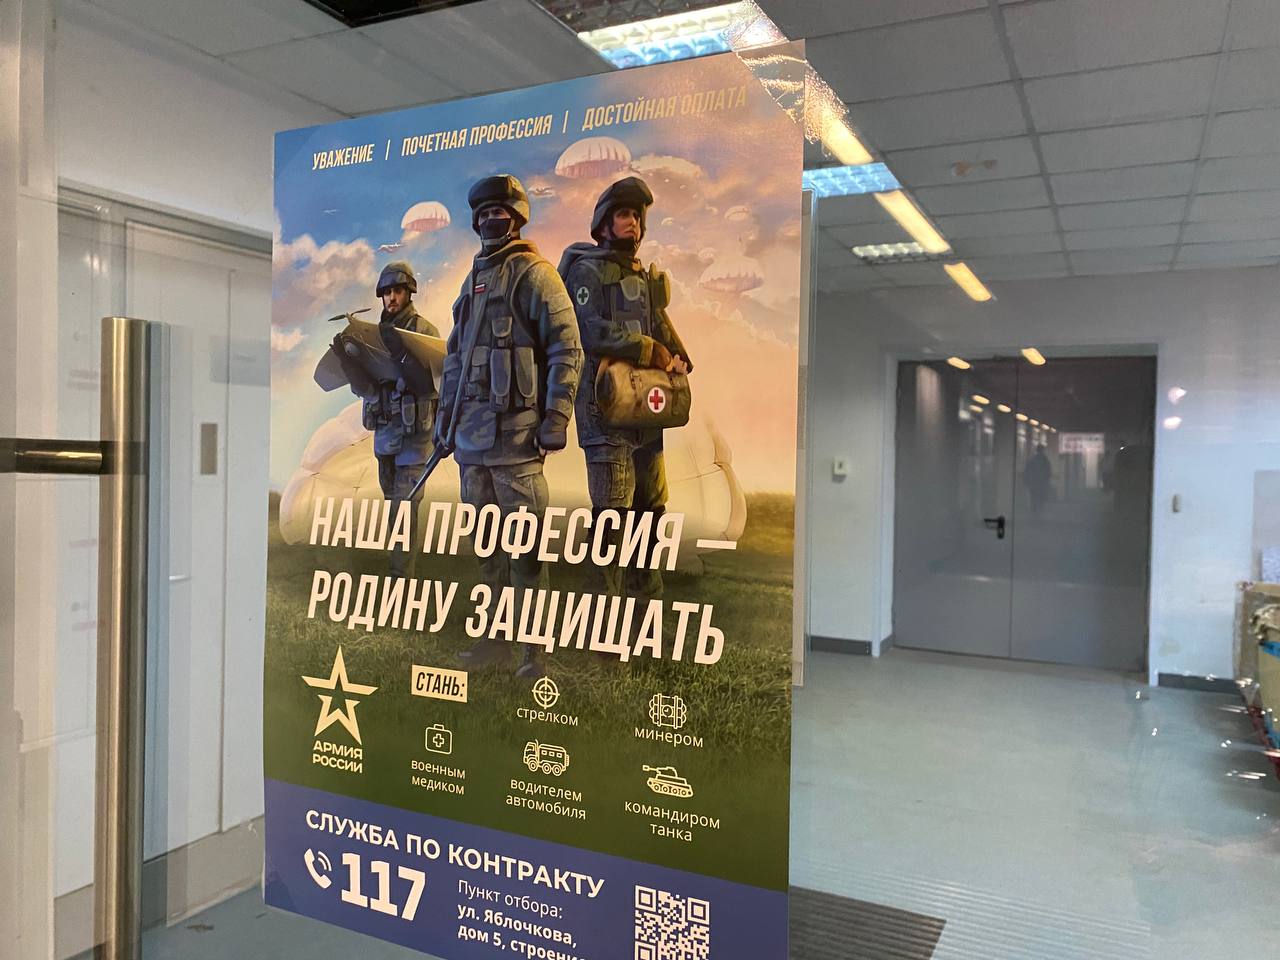 УВАЖЕНИЕ | ПОЧЕТНАЯ ПРОФЕССИЯ | ДОСТОЙНАЯ ОПЛАТА
НАША ПРОФЕССИЯ –
РОДИНУ ЗАЩИЩАТЬ
АРМИЯ
РОССИИ
СТАНЬ:
стрелком
минером
военным
медиком
водителем
автомобиля
командиром
танка
СЛУЖБА ПО КОНТРАКТУ
117
Пункт отбора:
ул. Яблочкова,
дом 5, строение